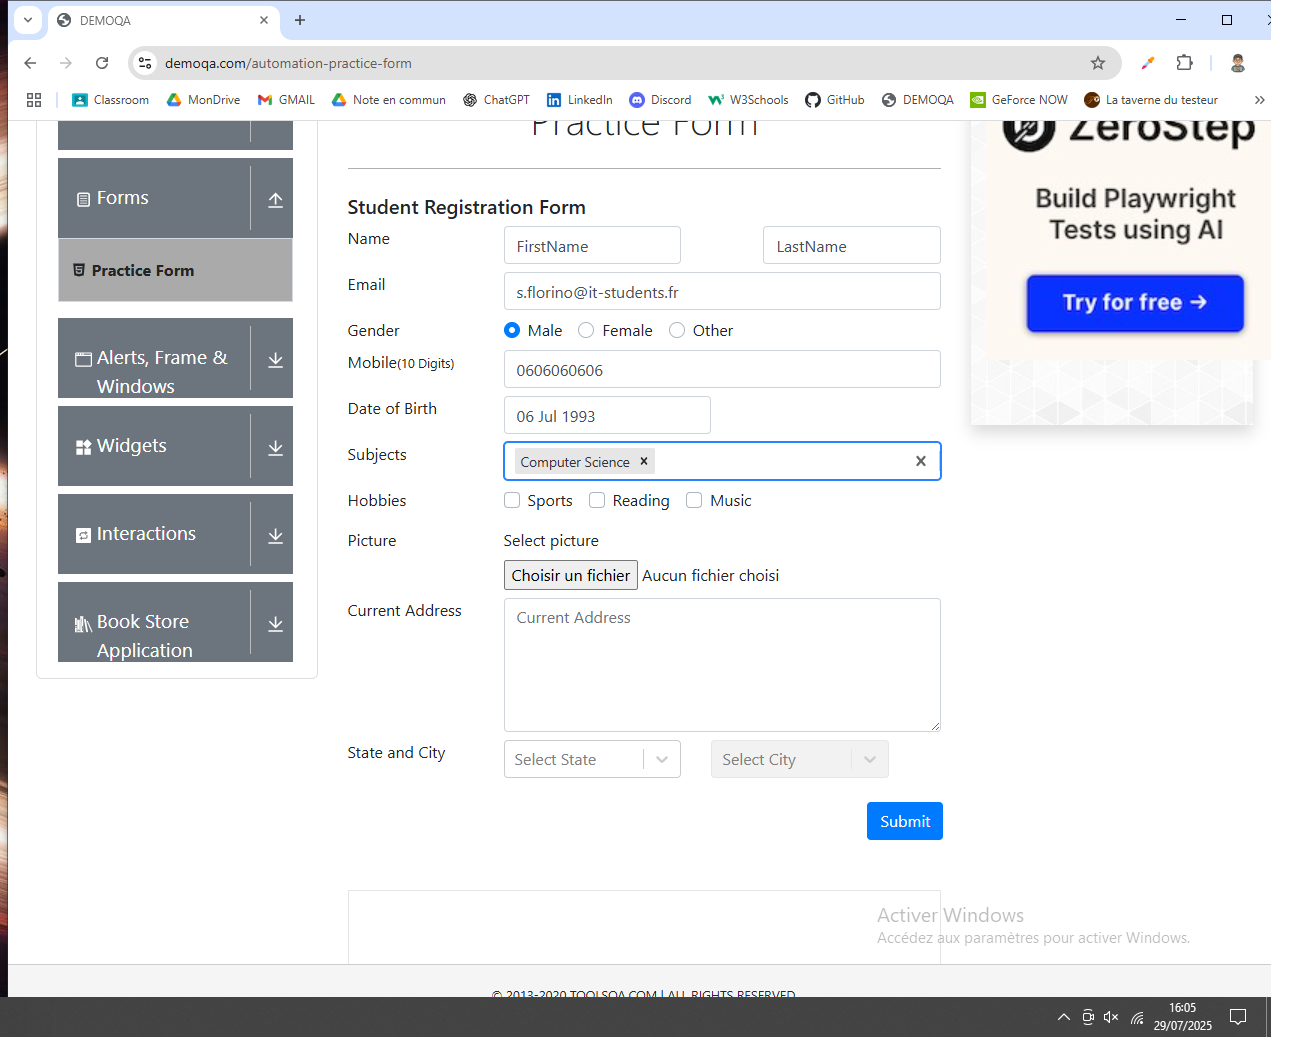 DEMOQA
demoqa.com/automation-practice-form
Classroom MonDrive GMAIL Note en commun ChatGPT LinkedIn Discord W3Schools GitHub DEMOQA GeForce NOW La taverne du testeur
Practice Form
ZeroStep
Build Playwright
Tests using AI
Try for free →
Forms
Practice Form
Alerts, Frame &
Windows
Widgets
Interactions
Book Store
Application
Student Registration Form
Name FirstName LastName
Email s.florino@it-students.fr
Gender Male Female Other
Mobile(10 Digits) 0606060606
Date of Birth 06 Jul 1993
Subjects Computer Science
Hobbies Sports Reading Music
Picture Select picture
Choisir un fichier Aucun fichier choisi
Current Address Current Address
State and City Select State Select City
Submit
Activer Windows
Accédez aux paramètres pour activer Windows.
© 2013-2020 TOOLSQA.COM | ALL RIGHTS RESERVED.
16:05
29/07/2025